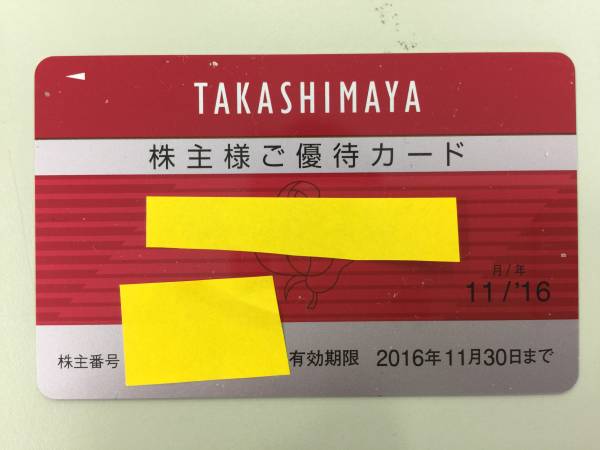 TAKASHIMAYA
株主様ご優待カード
月/年
11/'16
株主番号
有効期限 2016年11月30日まで